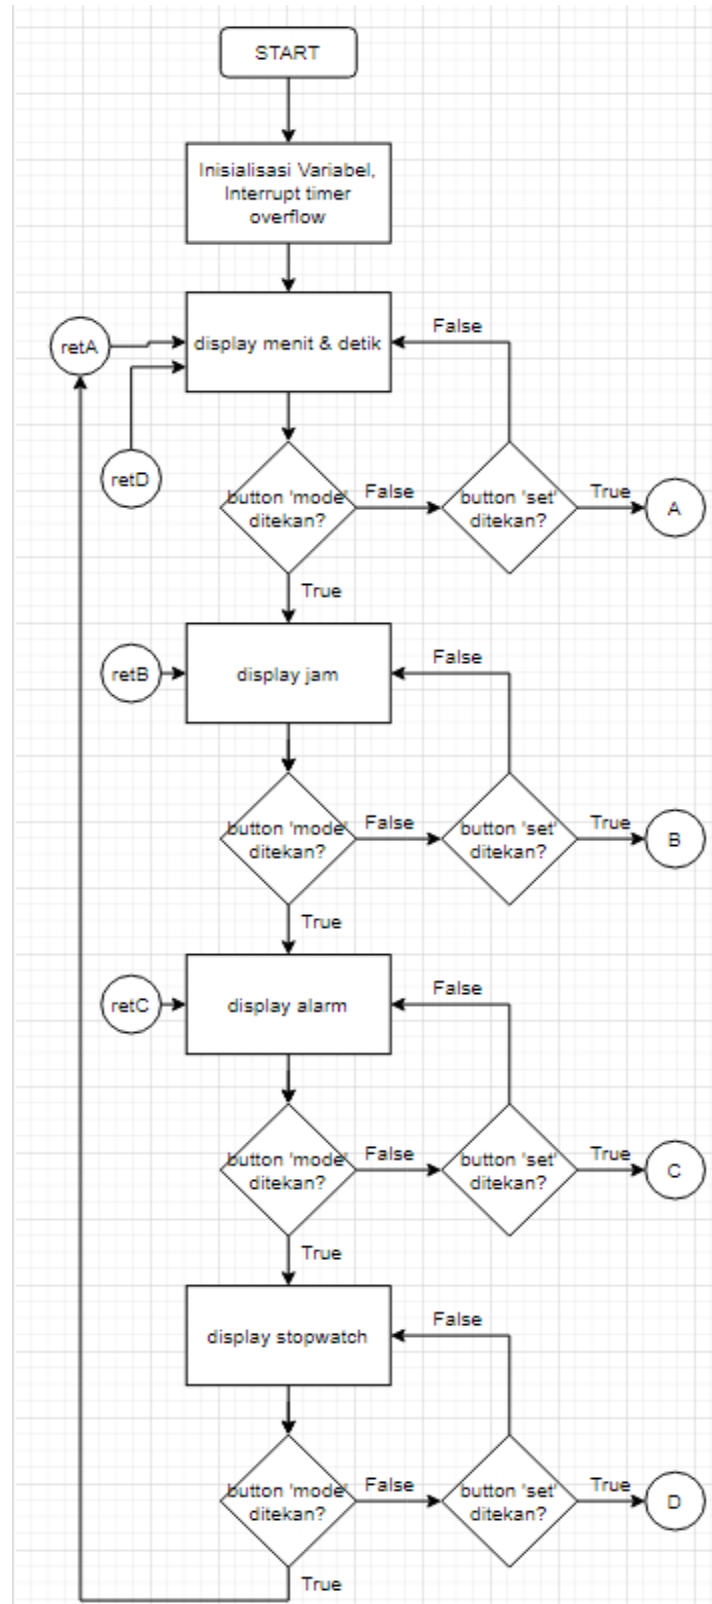 START
Inisialisasi Variabel,
Interrupt timer
overflow
False
retA
display menit & detik
retD
button 'mode'
ditekan?
False
button 'set'
ditekan?
True
A
True
False
retB
display jam
button 'mode'
ditekan?
False
button 'set'
ditekan?
True
B
True
False
retC
display alarm
button 'mode'
ditekan?
False
button 'set'
ditekan?
True
C
True
False
display stopwatch
button 'mode'
ditekan?
False
button 'set'
ditekan?
True
D
True